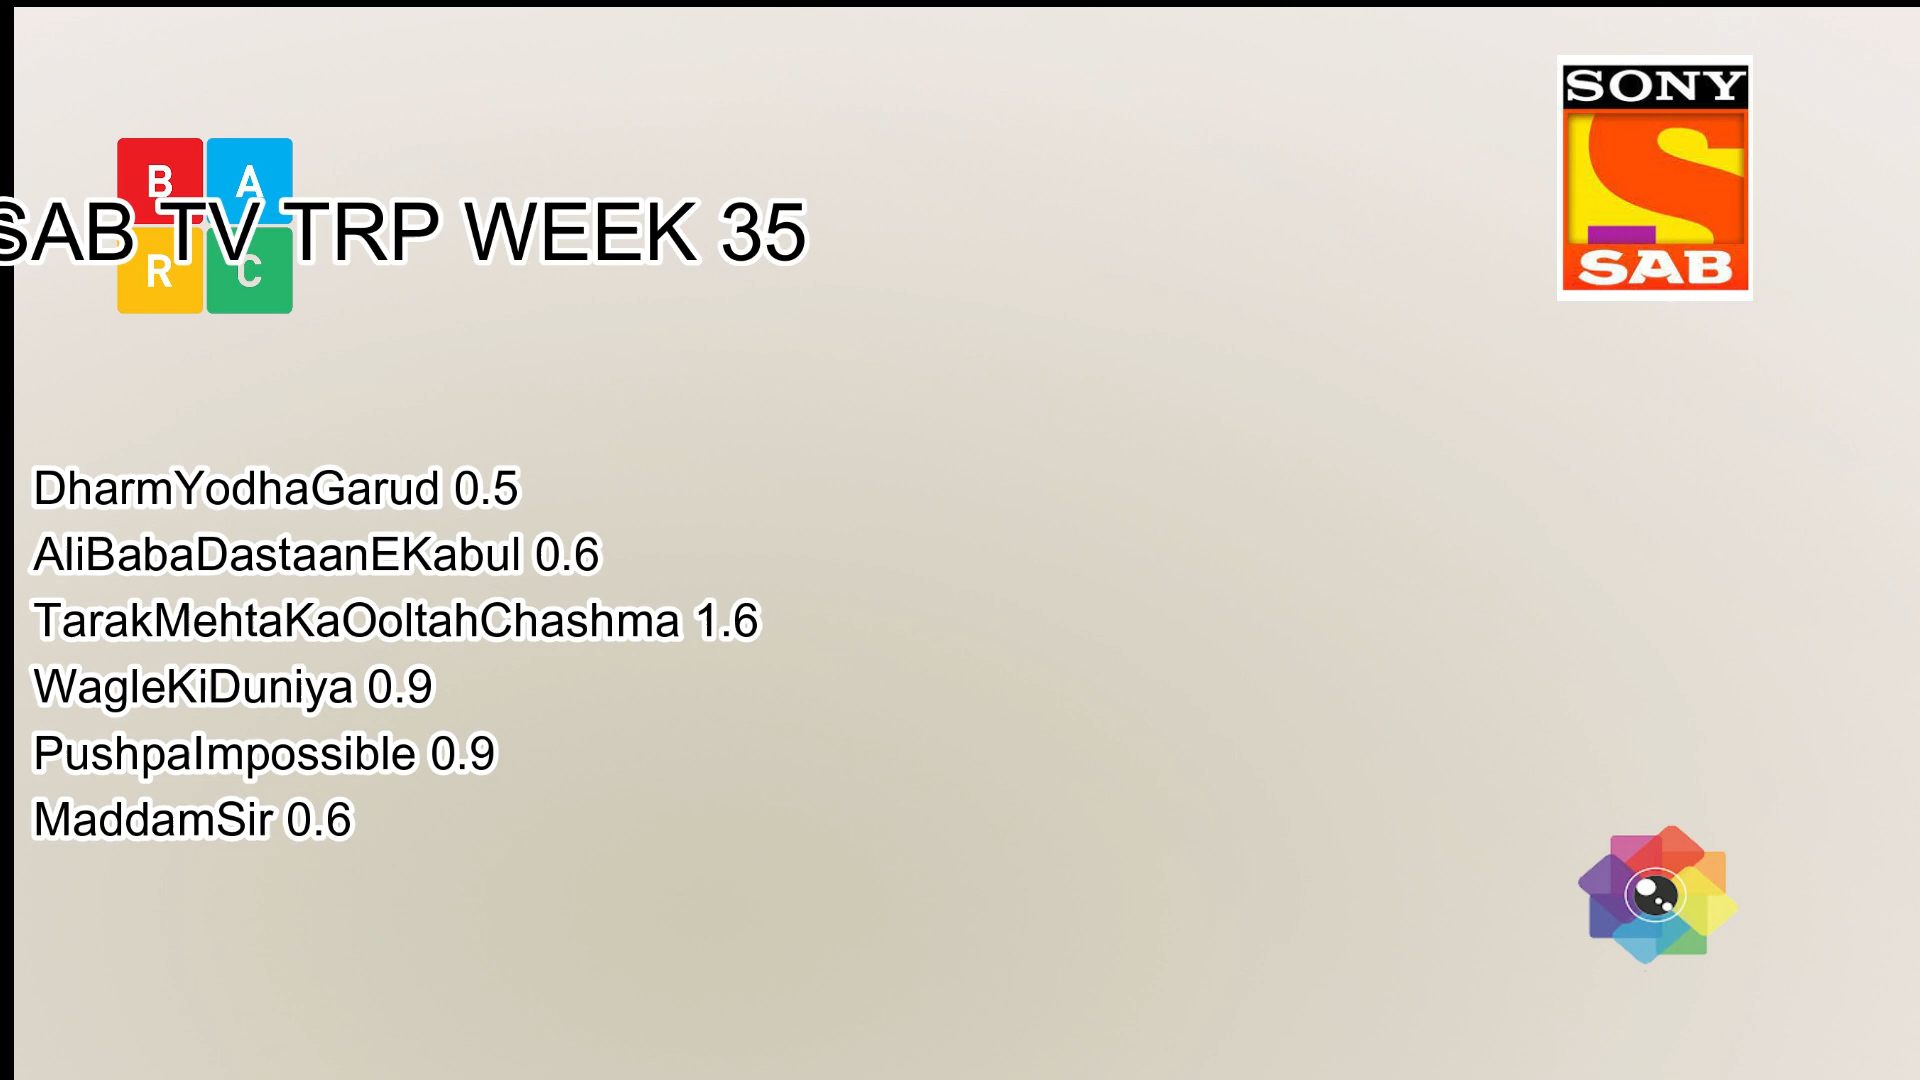 SONY
SAB
B A
R C
SAB TV TRP WEEK 35
DharmYodhaGarud 0.5
AliBabaDastaanEKabul 0.6
TarakMehtaKaOoltahChashma 1.6
WagleKiDuniya 0.9
PushpaImpossible 0.9
MaddamSir 0.6